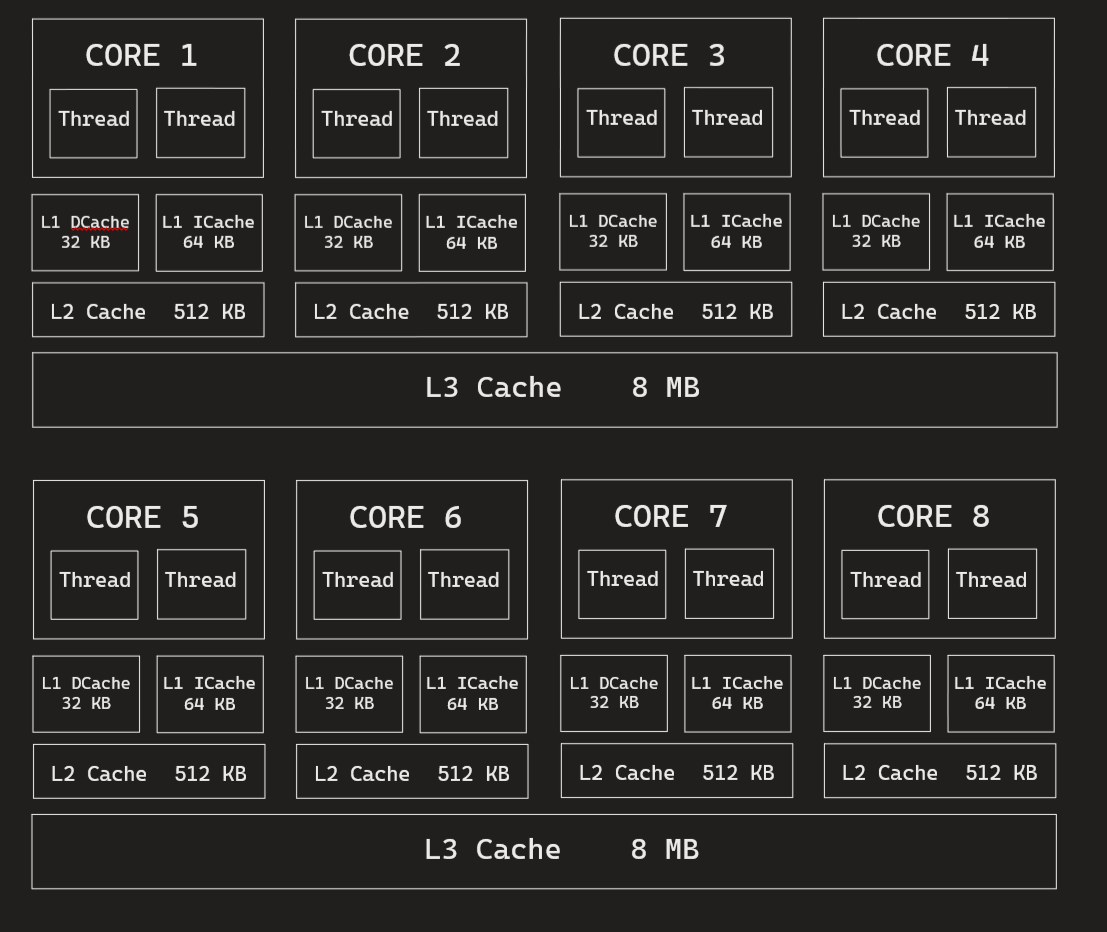 CORE 1 CORE 2 CORE 3 CORE 4
Thread Thread Thread Thread Thread Thread Thread Thread
L1 DCache L1 ICache L1 DCache L1 ICache L1 DCache L1 ICache L1 DCache L1 ICache
32 KB 64 KB 32 KB 64 KB 32 KB 64 KB 32 KB 64 KB
L2 Cache 512 KB L2 Cache 512 KB L2 Cache 512 KB L2 Cache 512 KB
L3 Cache 8 MB
CORE 5 CORE 6 CORE 7 CORE 8
Thread Thread Thread Thread Thread Thread Thread Thread
L1 DCache L1 ICache L1 DCache L1 ICache L1 DCache L1 ICache L1 DCache L1 ICache
32 KB 64 KB 32 KB 64 KB 32 KB 64 KB 32 KB 64 KB
L2 Cache 512 KB L2 Cache 512 KB L2 Cache 512 KB L2 Cache 512 KB
L3 Cache 8 MB